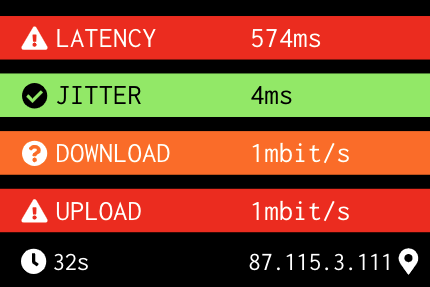 LATENCY 574ms
JITTER 4ms
DOWNLOAD 1mbit/s
UPLOAD 1mbit/s
32s 87.115.3.111